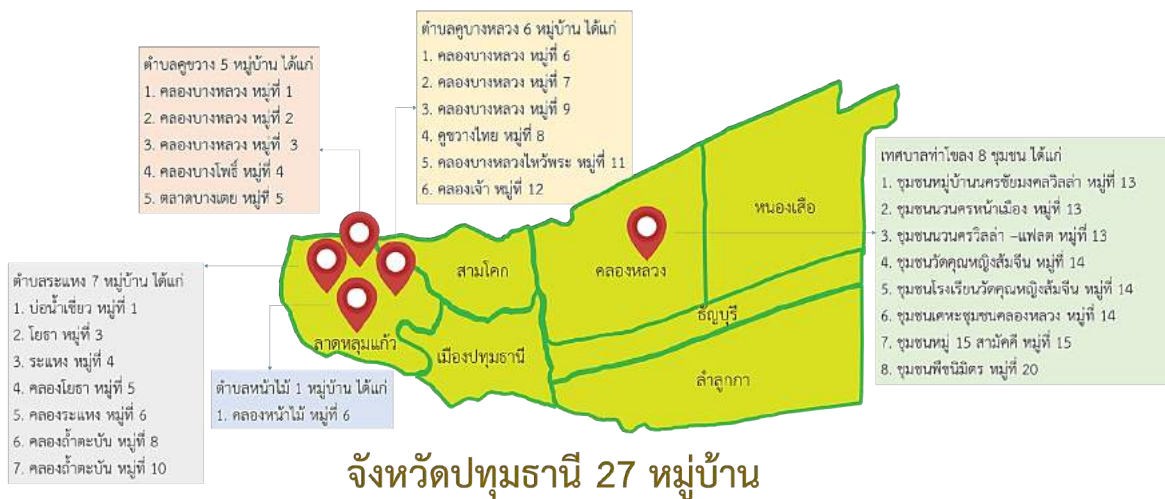 ตำบลคูขวาง 5 หมู่บ้าน ได้แก่
1. คลองบางหลวง หมู่ที่ 1
2. คลองบางหลวง หมู่ที่ 2
3. คลองบางหลวง หมู่ที่ 3
4. คลองบางโพธิ์ หมู่ที่ 4
5. ตลาดบางเตย หมู่ที่ 5
ตำบลคูบางหลวง 6 หมู่บ้าน ได้แก่
1. คลองบางหลวง หมู่ที่ 6
2. คลองบางหลวง หมู่ที่ 7
3. คลองบางหลวง หมู่ที่ 9
4. คูขวางไทย หมู่ที่ 8
5. คลองบางหลวงไหว้พระ หมู่ที่ 11
6. คลองเจ้า หมู่ที่ 12
เทศบาลท่าโขลง 8 ชุมชน ได้แก่
1. ชุมชนหมู่บ้านนครชัยมงคลวิลล่า หมู่ที่ 13
2. ชุมชนนวนครหน้าเมือง หมู่ที่ 13
3. ชุมชนนวนครวิลล่า –แฟลต หมู่ที่ 13
4. ชุมชนวัดคุณหญิงส้มจีน หมู่ที่ 14
5. ชุมชนโรงเรียนวัดคุณหญิงส้มจีน หมู่ที่ 14
6. ชุมชนเคหะชุมชนคลองหลวง หมู่ที่ 14
7. ชุมชนหมู่ 15 สามัคคี หมู่ที่ 15
8. ชุมชนพืชนิมิตร หมู่ที่ 20
ตำบลระแหง 7 หมู่บ้าน ได้แก่
1. บ่อน้ำเชี่ยว หมู่ที่ 1
2. โยธา หมู่ที่ 3
3. ระแหง หมู่ที่ 4
4. คลองโยธา หมู่ที่ 5
5. คลองระแหง หมู่ที่ 6
6. คลองถ้ำตะบัน หมู่ที่ 8
7. คลองถ้ำตะบัน หมู่ที่ 10
ตำบลหน้าไม้ 1 หมู่บ้าน ได้แก่
1. คลองหน้าไม้ หมู่ที่ 6
หนองเสือ
สามโคก
คลองหลวง
ธัญบุรี
ลาดหลุมแก้ว
เมืองปทุมธานี
ลำลูกกา
จังหวัดปทุมธานี 27 หมู่บ้าน